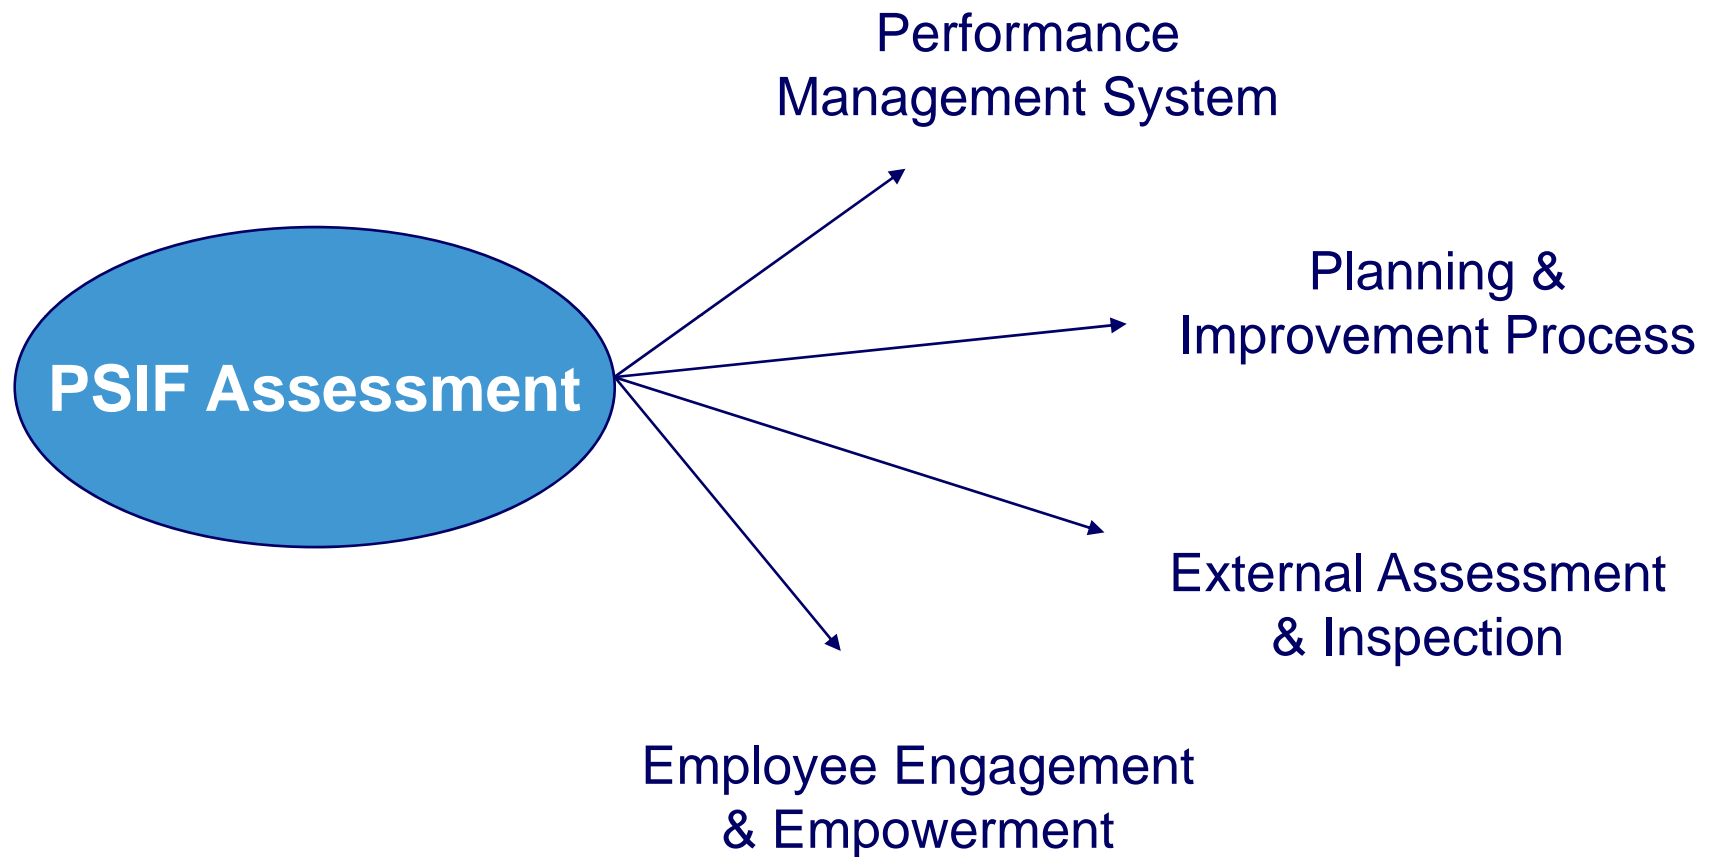 Performance
Management System
Planning &
Improvement Process
PSIF Assessment
External Assessment
& Inspection
Employee Engagement
& Empowerment